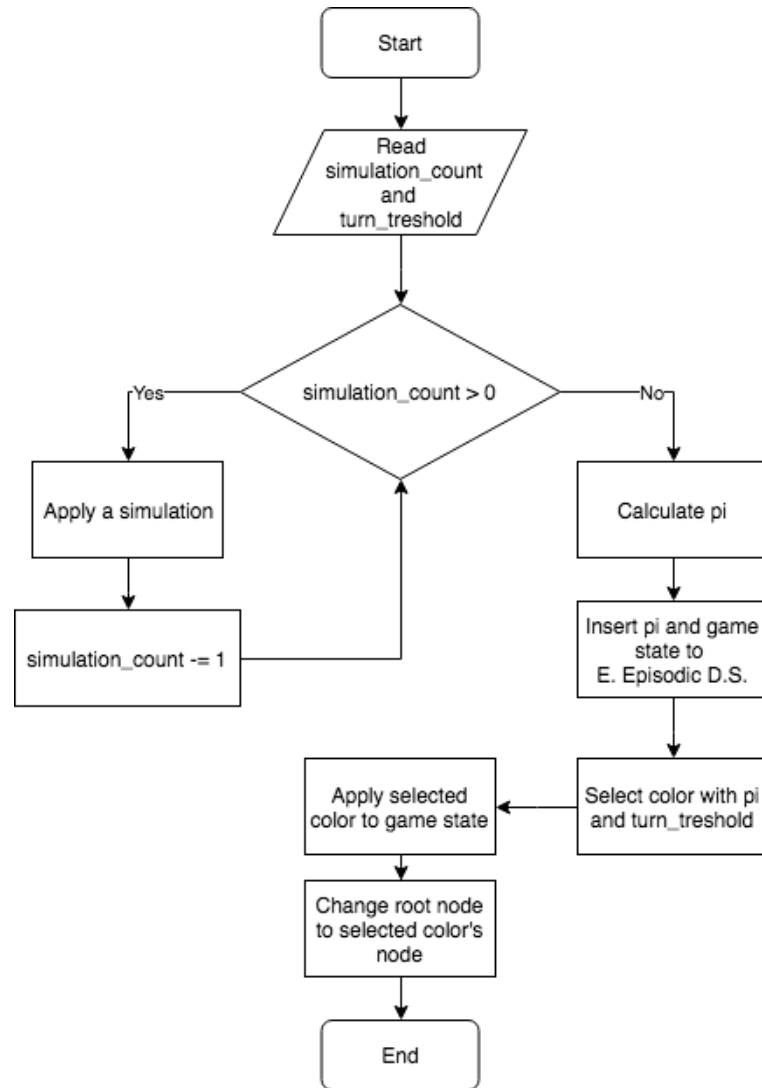 Start
Read
simulation_count
and
turn_treshold
simulation_count > 0
Yes
No
Apply a simulation
Calculate pi
simulation_count -= 1
Insert pi and game
state to
E. Episodic D.S.
Select color with pi
and turn_treshold
Apply selected
color to game state
Change root node
to selected color's
node
End